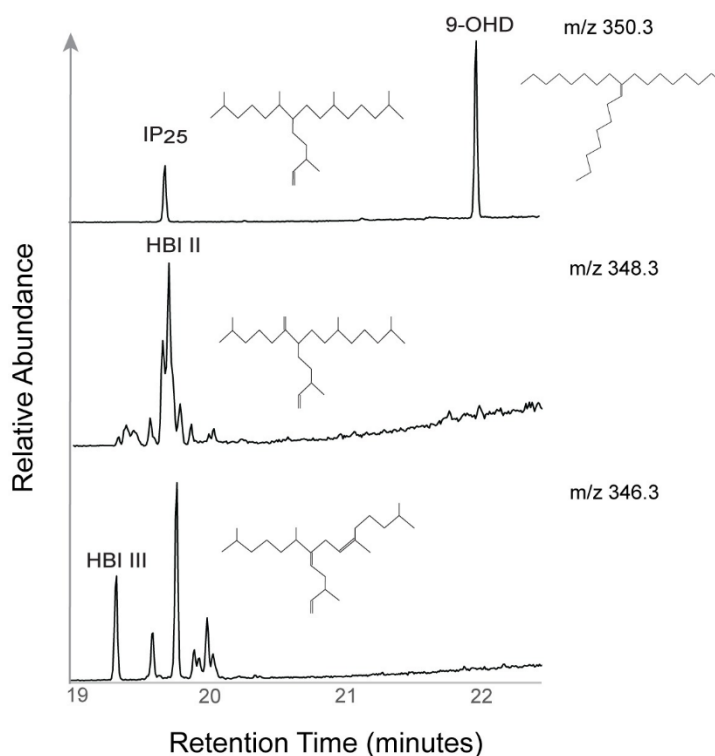 9-OHD
m/z 350.3
IP25
HBI II
m/z 348.3
HBI III
m/z 346.3
Relative Abundance
19 20 21 22
Retention Time (minutes)